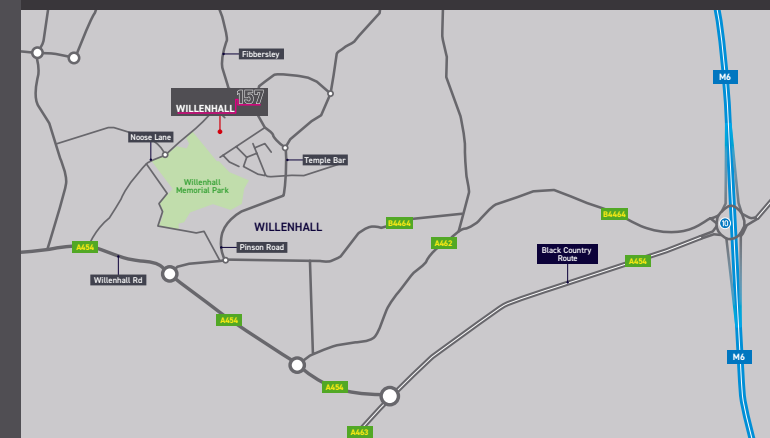 Fibbersley
M6
157
WILLENHALL
Noose Lane
Temple Bar
Willenhall
Memorial Park
B4464
B4464
WILLENHALL
10
A454
A462
Pinson Road
Black Country
Route
A454
Willenhall Rd
A454
M6
A454
A463